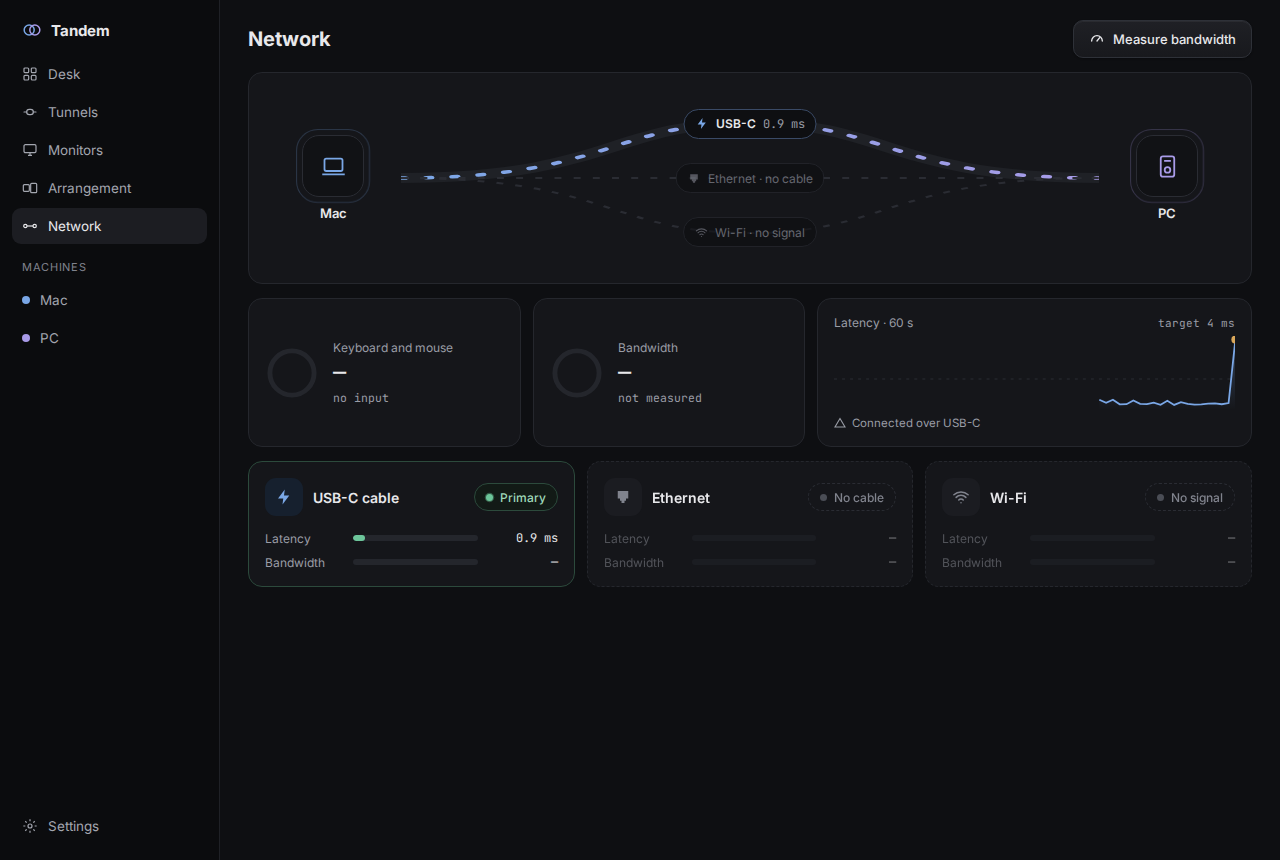 Tandem
Desk
Tunnels
Monitors
Arrangement
Network
MACHINES
Mac
PC
Settings
Network
Measure bandwidth
USB-C 0.9 ms
Ethernet · no cable
Wi-Fi · no signal
Mac
PC
Keyboard and mouse
—
no input
Bandwidth
—
not measured
Latency · 60 s
target 4 ms
Connected over USB-C
USB-C cable
Primary
Latency
0.9 ms
Bandwidth
—
Ethernet
No cable
Latency
—
Bandwidth
—
Wi-Fi
No signal
Latency
—
Bandwidth
—